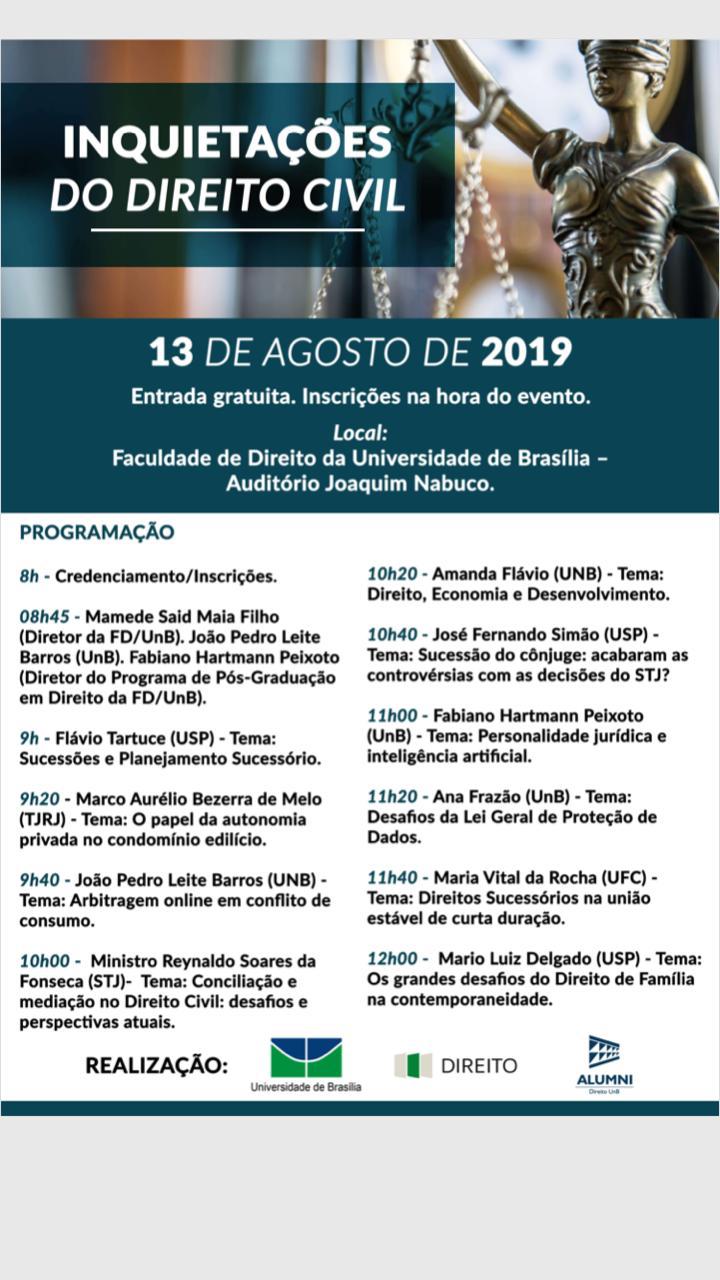 INQUIETAÇÕES
DO DIREITO CIVIL
13 DE AGOSTO DE 2019
Entrada gratuita. Inscrições na hora do evento.
Local:
Faculdade de Direito da Universidade de Brasília –
Auditório Joaquim Nabuco.
PROGRAMAÇÃO
8h - Credenciamento/Inscrições.
08h45 - Mamede Said Maia Filho
(Diretor da FD/UnB). João Pedro Leite
Barros (UnB). Fabiano Hartmann Peixoto
(Diretor do Programa de Pós-Graduação
em Direito da FD/UnB).
9h - Flávio Tartuce (USP) - Tema:
Sucessões e Planejamento Sucessório.
9h20 - Marco Aurélio Bezerra de Melo
(TJRJ) - Tema: O papel da autonomia
privada no condomínio edilício.
9h40 - João Pedro Leite Barros (UNB) -
Tema: Arbitragem online em conflito de
consumo.
10h00 - Ministro Reynaldo Soares da
Fonseca (STJ)- Tema: Conciliação e
mediação no Direito Civil: desafios e
perspectivas atuais.
10h20 - Amanda Flávio (UNB) - Tema:
Direito, Economia e Desenvolvimento.
10h40 - José Fernando Simão (USP) -
Tema: Sucessão do cônjuge: acabaram as
controvérsias com as decisões do STJ?
11h00 - Fabiano Hartmann Peixoto
(UnB) - Tema: Personalidade jurídica e
inteligência artificial.
11h20 - Ana Frazão (UnB) - Tema:
Desafios da Lei Geral de Proteção de
Dados.
11h40 - Maria Vital da Rocha (UFC) -
Tema: Direitos Sucessórios na união
estável de curta duração.
12h00 - Mario Luiz Delgado (USP) - Tema:
Os grandes desafios do Direito de Família
na contemporaneidade.
REALIZAÇÃO:
Universidade de Brasília
DIREITO
ALUMNI
Direito UnB